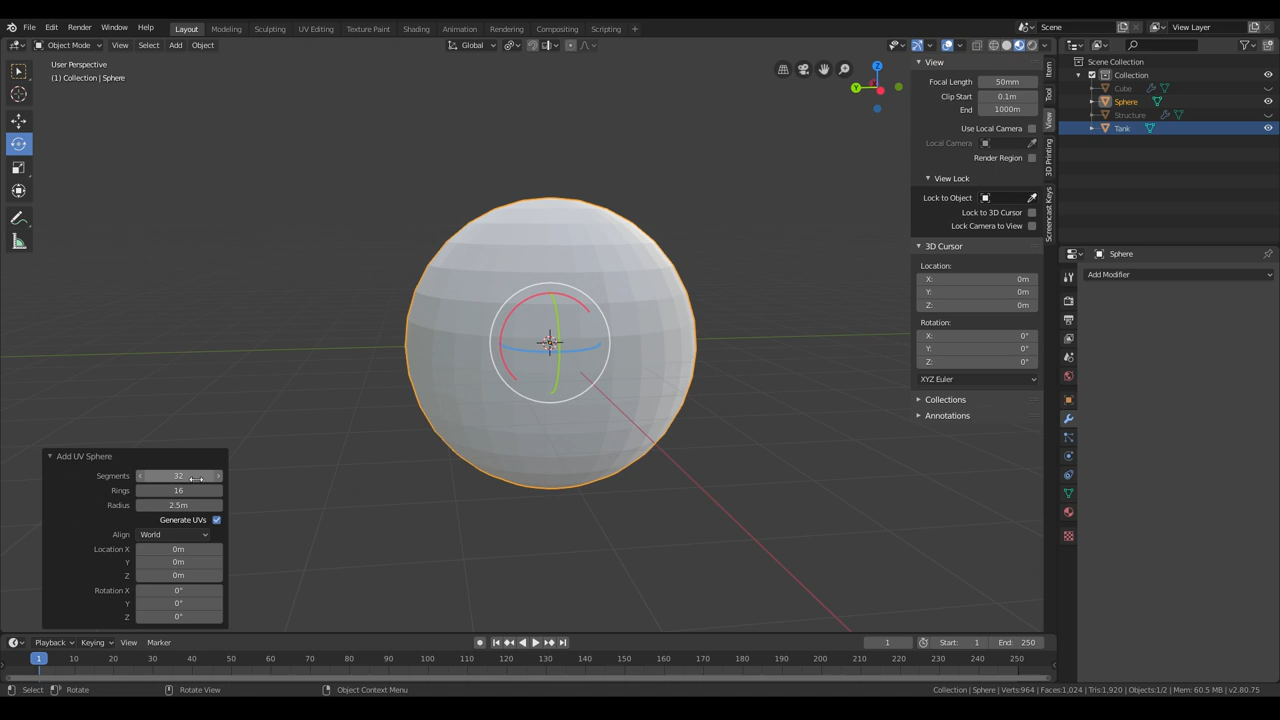 File Edit Render Window Help Layout Modeling Sculpting UV Editing Texture Paint Shading Animation Rendering Compositing Scripting + Scene View Layer
Object Mode View Select Add Object Global
User Perspective
(1) Collection | Sphere
Z
Y
View
Focal Length 50mm
Clip Start 0.1m
End 1000m
Use Local Camera
Local Camera
Render Region
View Lock
Lock to Object
Lock to 3D Cursor
Lock Camera to View
3D Cursor
Location:
X: 0m
Y: 0m
Z: 0m
Rotation:
X: 0°
Y: 0°
Z: 0°
XYZ Euler
Collections
Annotations
Item
Tool
View
3D Printing
Screencast Keys
Scene Collection
Collection
Cube
Sphere
Structure
Tank
Sphere
Add Modifier
Add UV Sphere
Segments 32
Rings 16
Radius 2.5m
Generate UVs
Align World
Location X 0m
Y 0m
Z 0m
Rotation X 0°
Y 0°
Z 0°
Playback Keying View Marker 1 Start: 1 End: 250
1 10 20 30 40 50 60 70 80 90 100 110 120 130 140 150 160 170 180 190 200 210 220 230 240 250
Select Rotate Rotate View Object Context Menu Collection | Sphere | Verts:964 | Faces:1,024 | Tris:1,920 | Objects:1/2 | Mem: 60.5 MB | v2.80.75